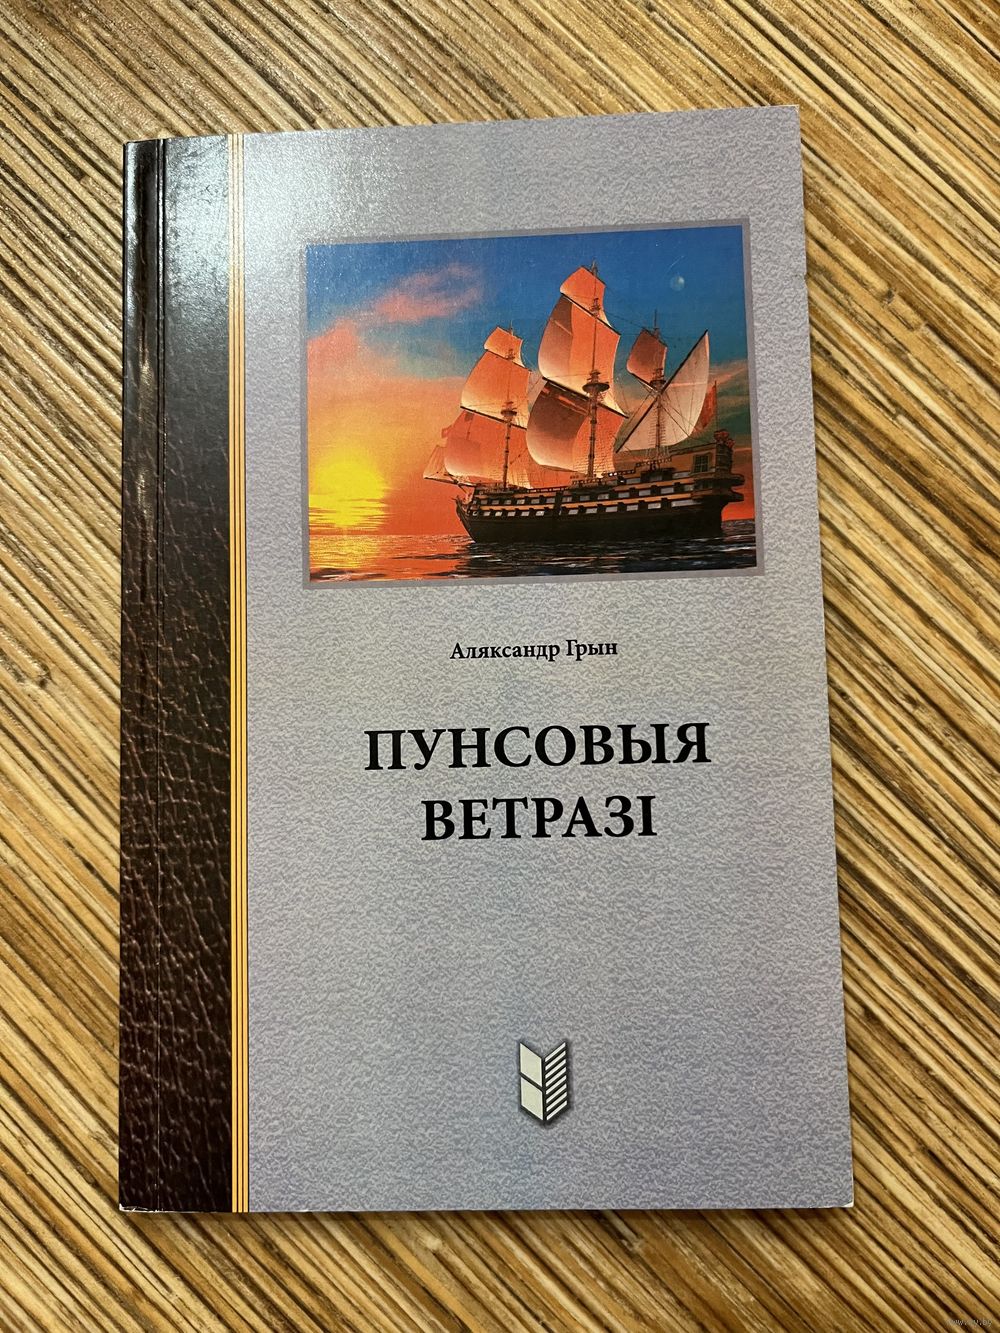 Аляксандр Грын
ПУНСОВЫЯ
ВЕТРАЗІ